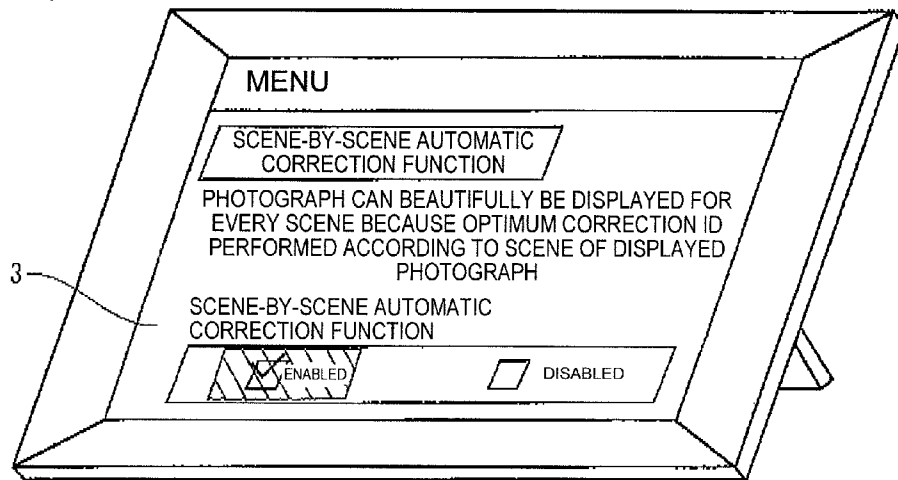 MENU
SCENE-BY-SCENE AUTOMATIC
CORRECTION FUNCTION
PHOTOGRAPH CAN BEAUTIFULLY BE DISPLAYED FOR
EVERY SCENE BECAUSE OPTIMUM CORRECTION ID
PERFORMED ACCORDING TO SCENE OF DISPLAYED
PHOTOGRAPH
3
SCENE-BY-SCENE AUTOMATIC
CORRECTION FUNCTION
ENABLED DISABLED